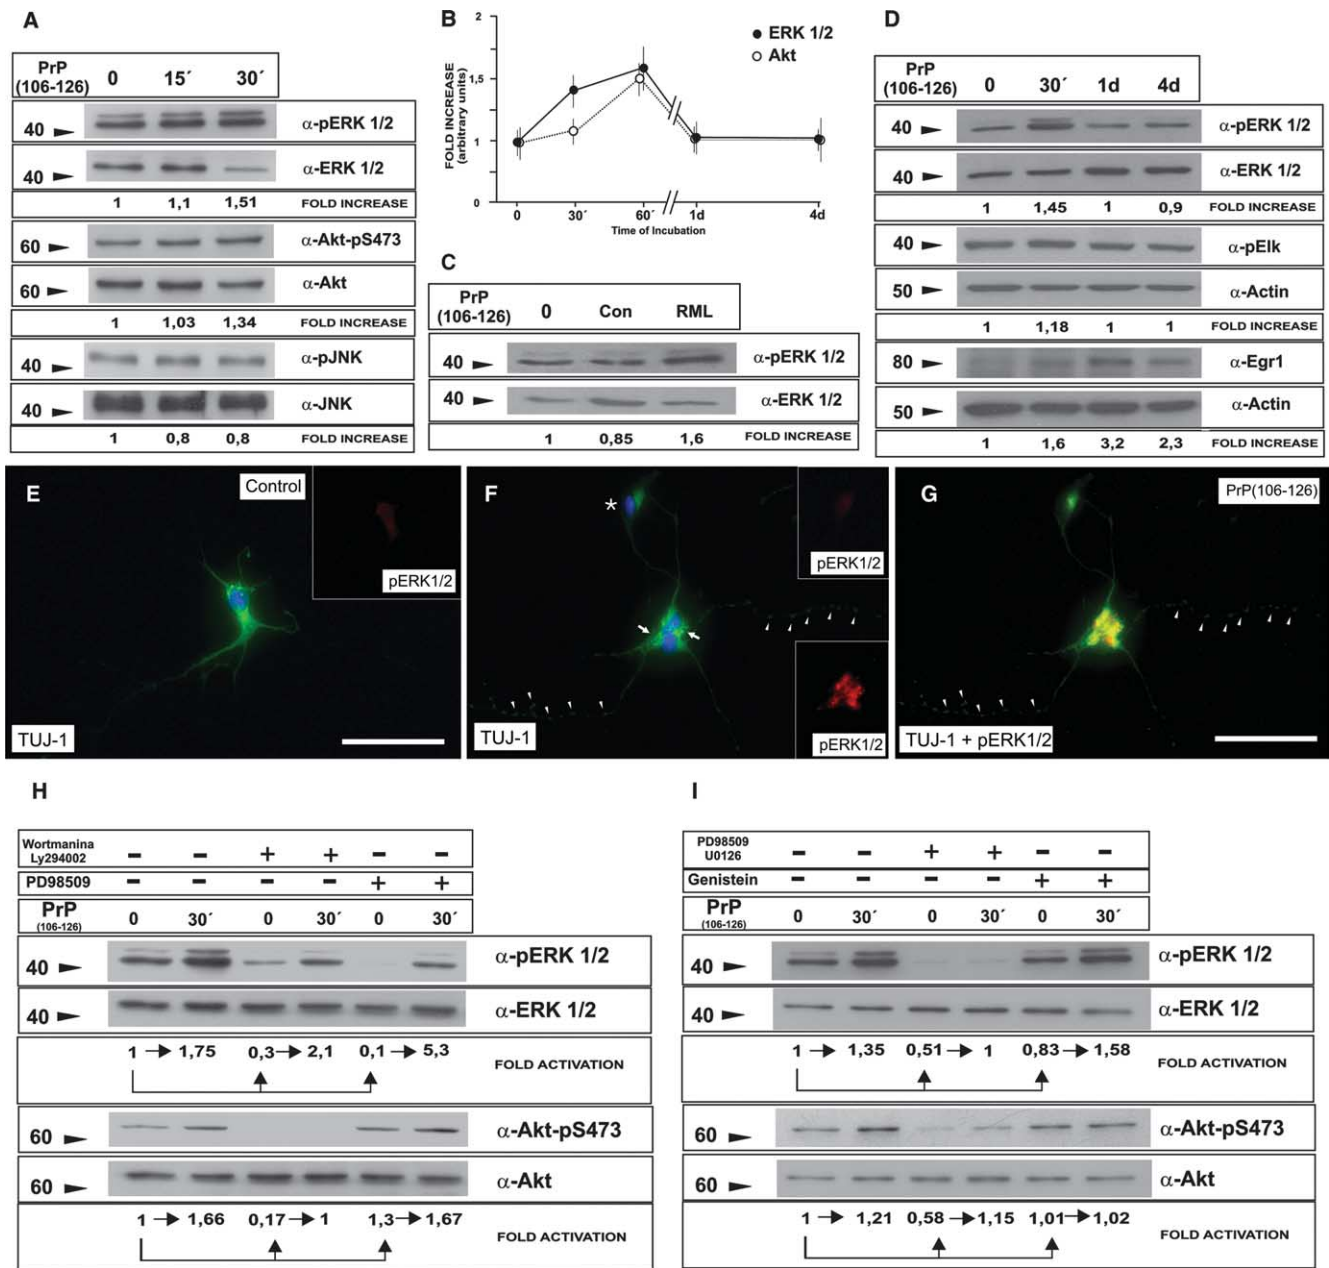 A
PrP (106-126) 0 15´ 30´
40 α-pERK 1/2
40 α-ERK 1/2
1 1,1 1,51 FOLD INCREASE
60 α-Akt-pS473
60 α-Akt
1 1,03 1,34 FOLD INCREASE
40 α-pJNK
40 α-JNK
1 0,8 0,8 FOLD INCREASE
B
FOLD INCREASE
(arbitrary units)
2
1,5
1
0
ERK 1/2
Akt
0 30´ 60´ 1d 4d
Time of Incubation
C
PrP (106-126) 0 Con RML
40 α-pERK 1/2
40 α-ERK 1/2
1 0,85 1,6 FOLD INCREASE
D
PrP (106-126) 0 30´ 1d 4d
40 α-pERK 1/2
40 α-ERK 1/2
1 1,45 1 0,9 FOLD INCREASE
40 α-pElk
50 α-Actin
1 1,18 1 1 FOLD INCREASE
80 α-Egr1
50 α-Actin
1 1,6 3,2 2,3 FOLD INCREASE
E
Control
pERK1/2
TUJ-1
F
*
pERK1/2
pERK1/2
TUJ-1
G
PrP(106-126)
TUJ-1 + pERK1/2
H
Wortmanina
Ly294002 - - + + - -
PD98509 - - - - + +
PrP (106-126) 0 30´ 0 30´ 0 30´
40 α-pERK 1/2
40 α-ERK 1/2
1 → 1,75 0,3 → 2,1 0,1 → 5,3 FOLD ACTIVATION
60 α-Akt-pS473
60 α-Akt
1 → 1,66 0,17 → 1 1,3 → 1,67 FOLD ACTIVATION
I
PD98509
U0126 - - + + - -
Genistein - - - - + +
PrP (106-126) 0 30´ 0 30´ 0 30´
40 α-pERK 1/2
40 α-ERK 1/2
1 → 1,35 0,51 → 1 0,83 → 1,58 FOLD ACTIVATION
60 α-Akt-pS473
60 α-Akt
1 → 1,21 0,58 → 1,15 1,01 → 1,02 FOLD ACTIVATION